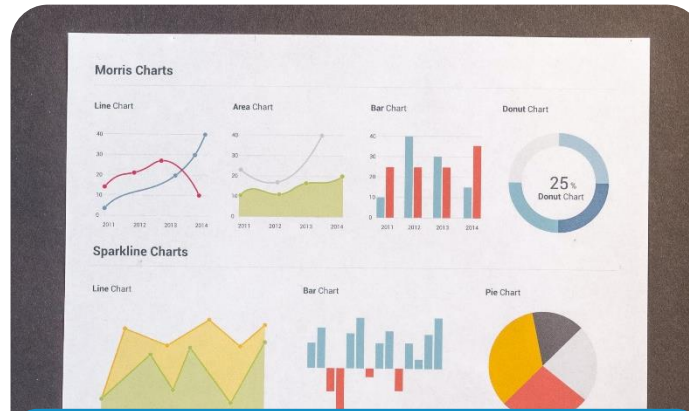 Morris Charts
Line Chart
Area Chart
Bar Chart
Donut Chart
40
30
20
10
0
2011 2012 2013 2014
40
30
20
10
0
2011 2012 2013 2014
40
30
20
10
0
2011 2012 2013 2014
25%
Donut Chart
Sparkline Charts
Line Chart
Bar Chart
Pie Chart